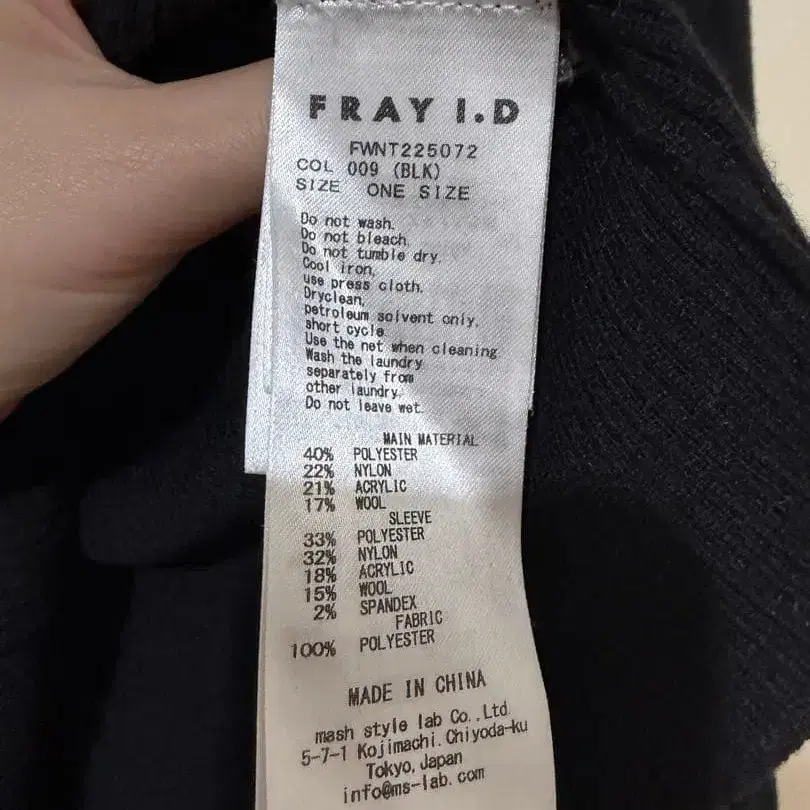 FRAY I.D
FWNT225072
COL 009 (BLK)
SIZE ONE SIZE
Do not wash.
Do not bleach.
Do not tumble dry.
Cool iron,
use press cloth.
Dryclean,
petroleum solvent only,
short cycle.
Use the net when cleaning.
Wash the laundry
separately from
other laundry.
Do not leave wet.
MAIN MATERIAL
40% POLYESTER
22% NYLON
21% ACRYLIC
17% WOOL
SLEEVE
33% POLYESTER
32% NYLON
18% ACRYLIC
15% WOOL
2% SPANDEX
FABRIC
100% POLYESTER
MADE IN CHINA
mash style lab Co.,Ltd.
5-7-1 Kojimachi.Chiyoda-ku
Tokyo,Japan
info@ms-lab.com